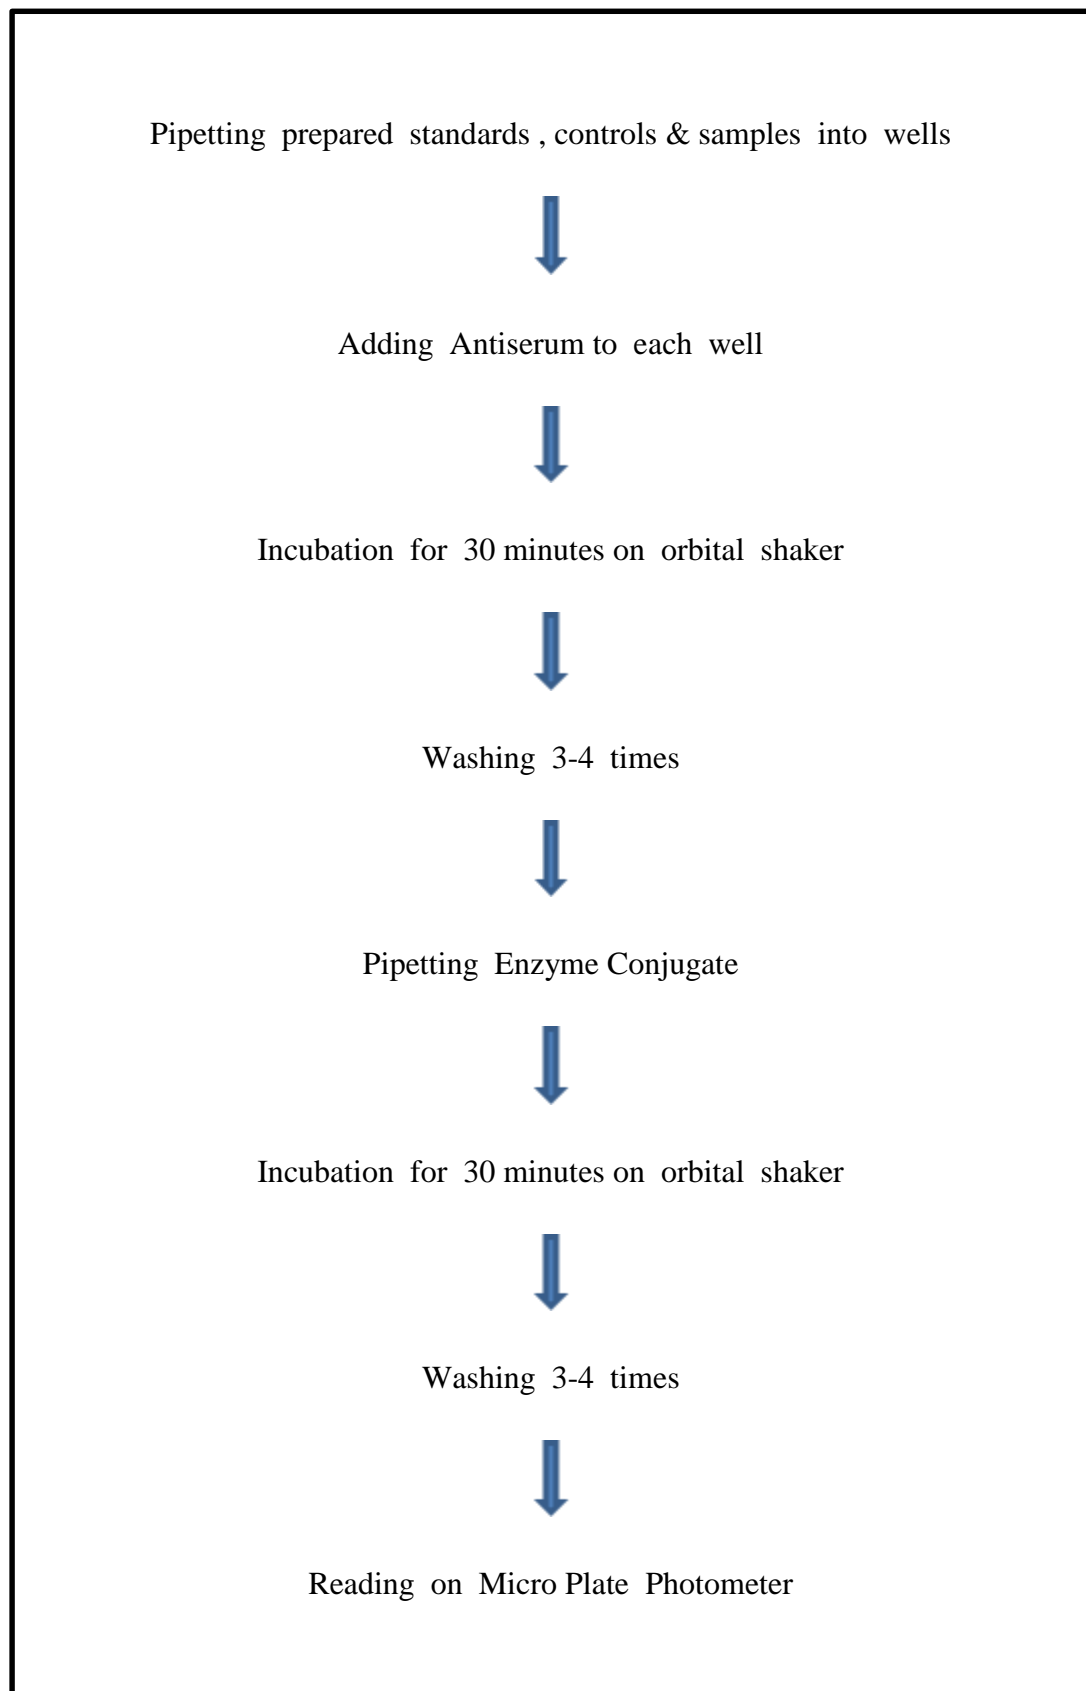 Pipetting prepared standards , controls & samples into wells
Adding Antiserum to each well
Incubation for 30 minutes on orbital shaker
Washing 3-4 times
Pipetting Enzyme Conjugate
Incubation for 30 minutes on orbital shaker
Washing 3-4 times
Reading on Micro Plate Photometer